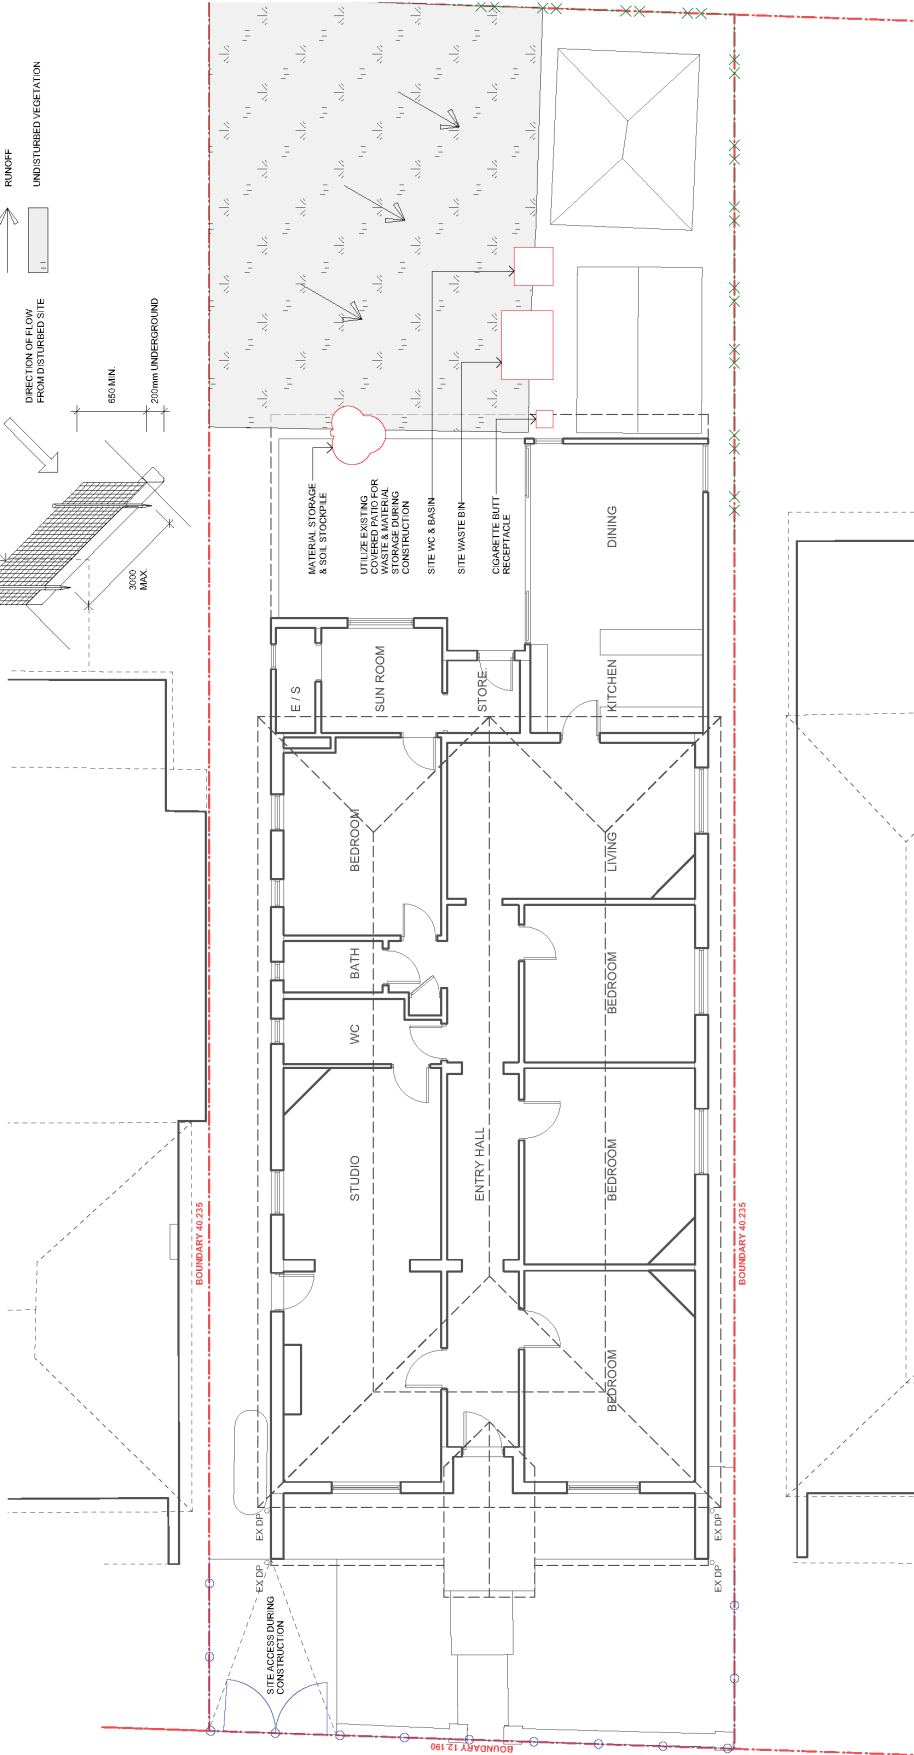 RUNOFF
UNDISTURBED VEGETATION
DIRECTION OF FLOW
FROM DISTURBED SITE
650 MIN.
200mm UNDERGROUND
3000
MAX.
MATERIAL STORAGE
& SOIL STOCKPILE
UTILIZE EXISTING
COVERED PATIO FOR
WASTE & MATERIAL
STORAGE DURING
CONSTRUCTION
SITE WC & BASIN
SITE WASTE BIN
CIGARETTE BUTT
RECEPTACLE
DINING
E / S
SUN ROOM
STORE
KITCHEN
BEDROOM
LIVING
BATH
BEDROOM
WC
STUDIO
ENTRY HALL
BEDROOM
BOUNDARY 40.235
BOUNDARY 40.235
BEDROOM
EX DP
EX DP
EX DP
EX DP
SITE ACCESS DURING
CONSTRUCTION
BOUNDARY 12.190